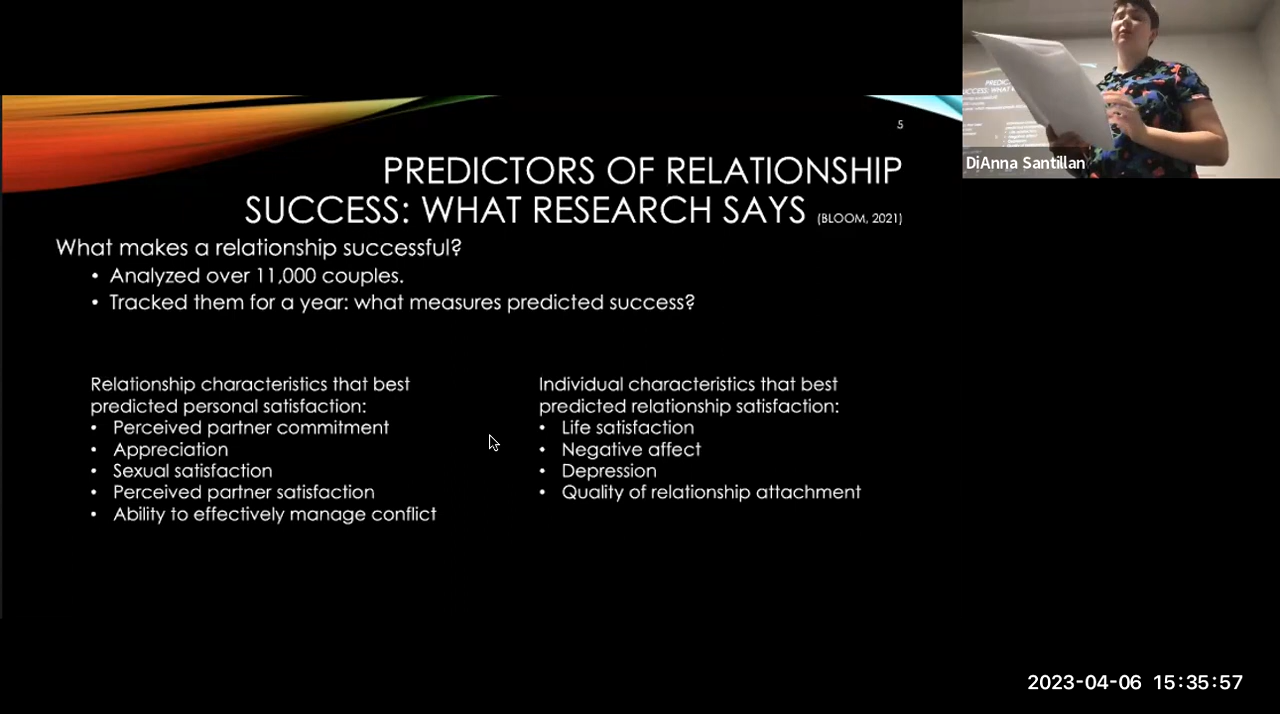 5
PREDICTORS OF RELATIONSHIP
SUCCESS: WHAT RESEARCH SAYS (BLOOM, 2021)
What makes a relationship successful?
• Analyzed over 11,000 couples.
• Tracked them for a year: what measures predicted success?
Relationship characteristics that best
predicted personal satisfaction:
• Perceived partner commitment
• Appreciation
• Sexual satisfaction
• Perceived partner satisfaction
• Ability to effectively manage conflict
Individual characteristics that best
predicted relationship satisfaction:
• Life satisfaction
• Negative affect
• Depression
• Quality of relationship attachment
DiAnna Santillan
2023-04-06 15:35:57